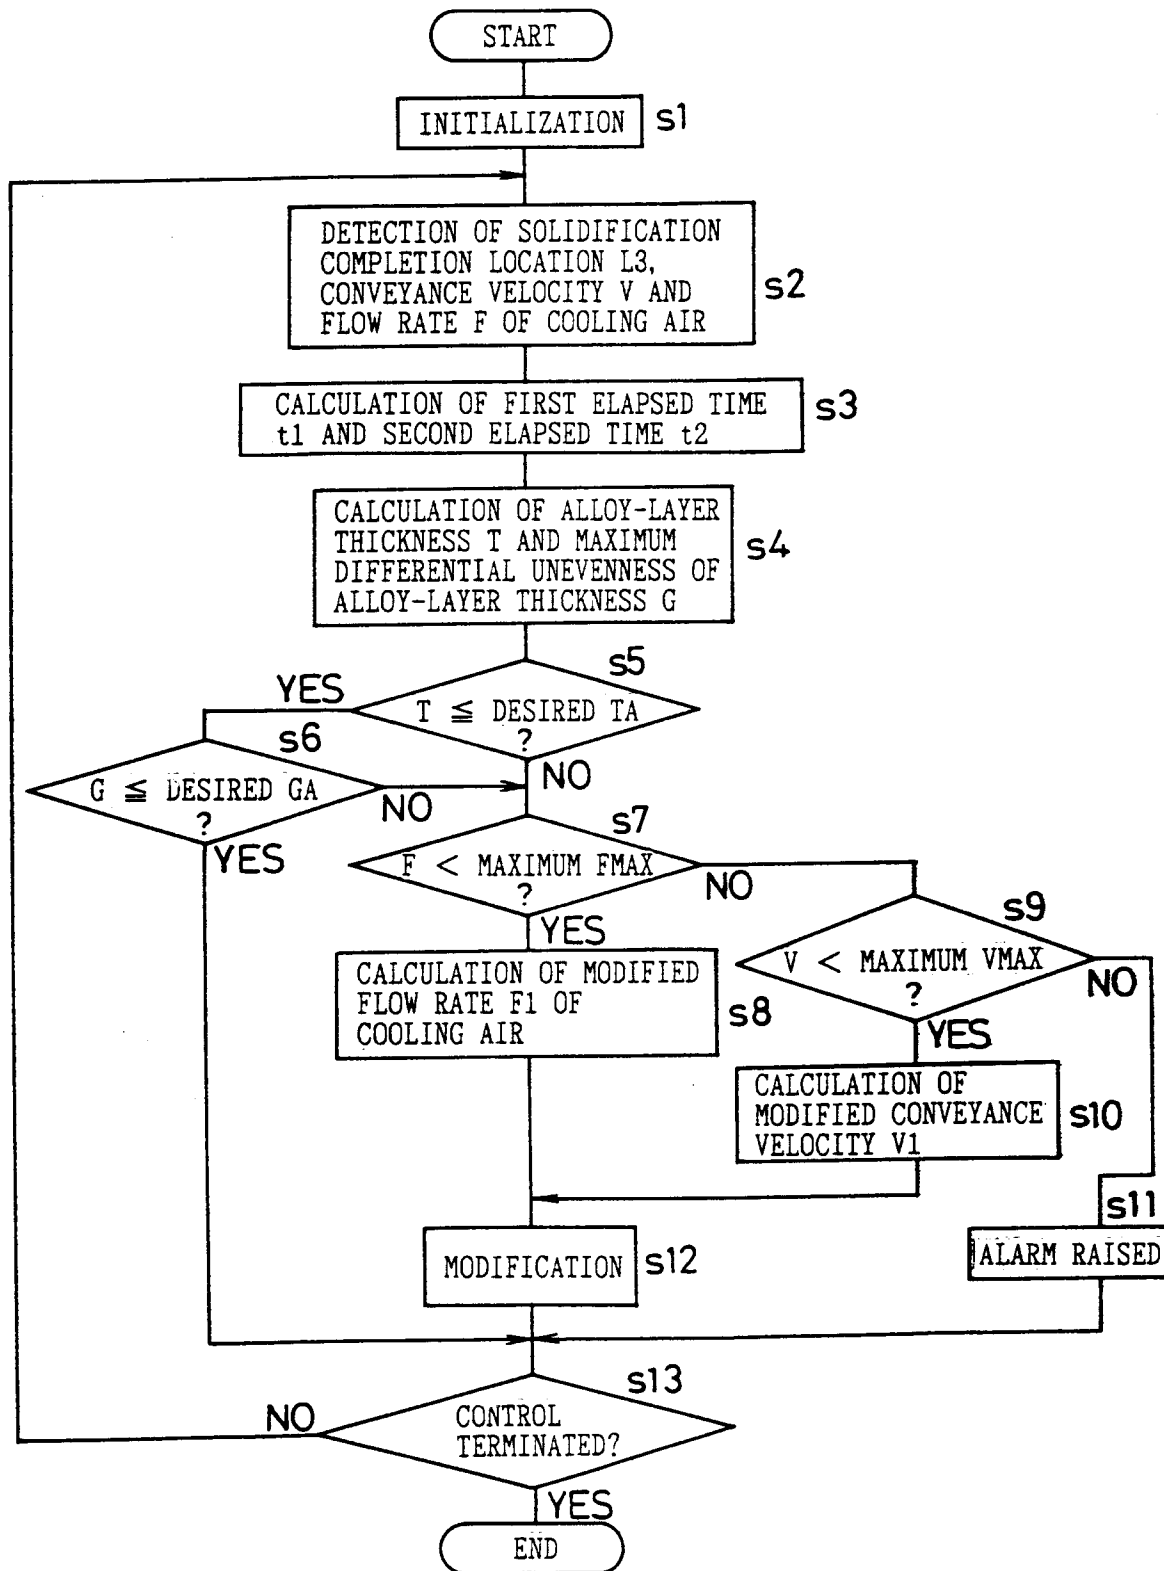 START
INITIALIZATION
s1
DETECTION OF SOLIDIFICATION
COMPLETION LOCATION L3,
CONVEYANCE VELOCITY V AND
FLOW RATE F OF COOLING AIR
s2
CALCULATION OF FIRST ELAPSED TIME
t1 AND SECOND ELAPSED TIME t2
s3
CALCULATION OF ALLOY-LAYER
THICKNESS T AND MAXIMUM
DIFFERENTIAL UNEVENNESS OF
ALLOY-LAYER THICKNESS G
s4
s5
YES
T ≦ DESIRED TA
?
NO
s6
G ≦ DESIRED GA
?
NO
YES
s7
F < MAXIMUM FMAX
?
NO
YES
s9
V < MAXIMUM VMAX
?
NO
YES
CALCULATION OF MODIFIED
FLOW RATE F1 OF
COOLING AIR
s8
CALCULATION OF
MODIFIED CONVEYANCE
VELOCITY V1
s10
s11
ALARM RAISED
MODIFICATION
s12
s13
NO
CONTROL
TERMINATED?
YES
END